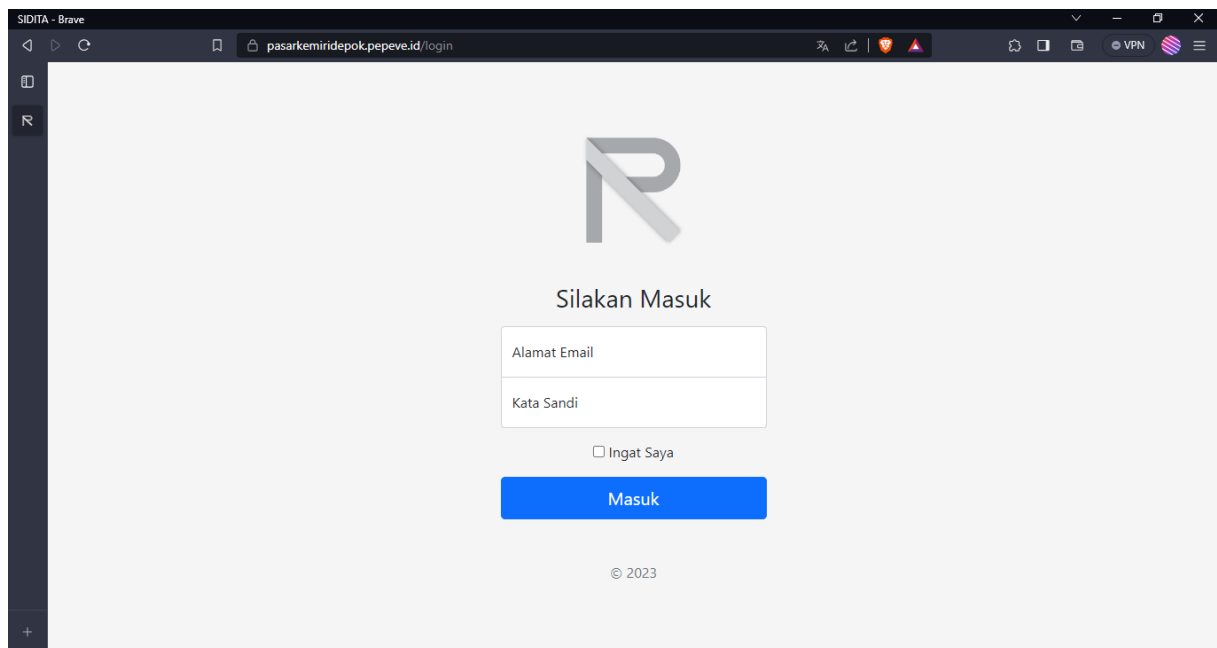 SIDITA - Brave
pasarkemiridepok.pepeve.id/login
VPN
Silakan Masuk
Alamat Email
Kata Sandi
Ingat Saya
Masuk
© 2023